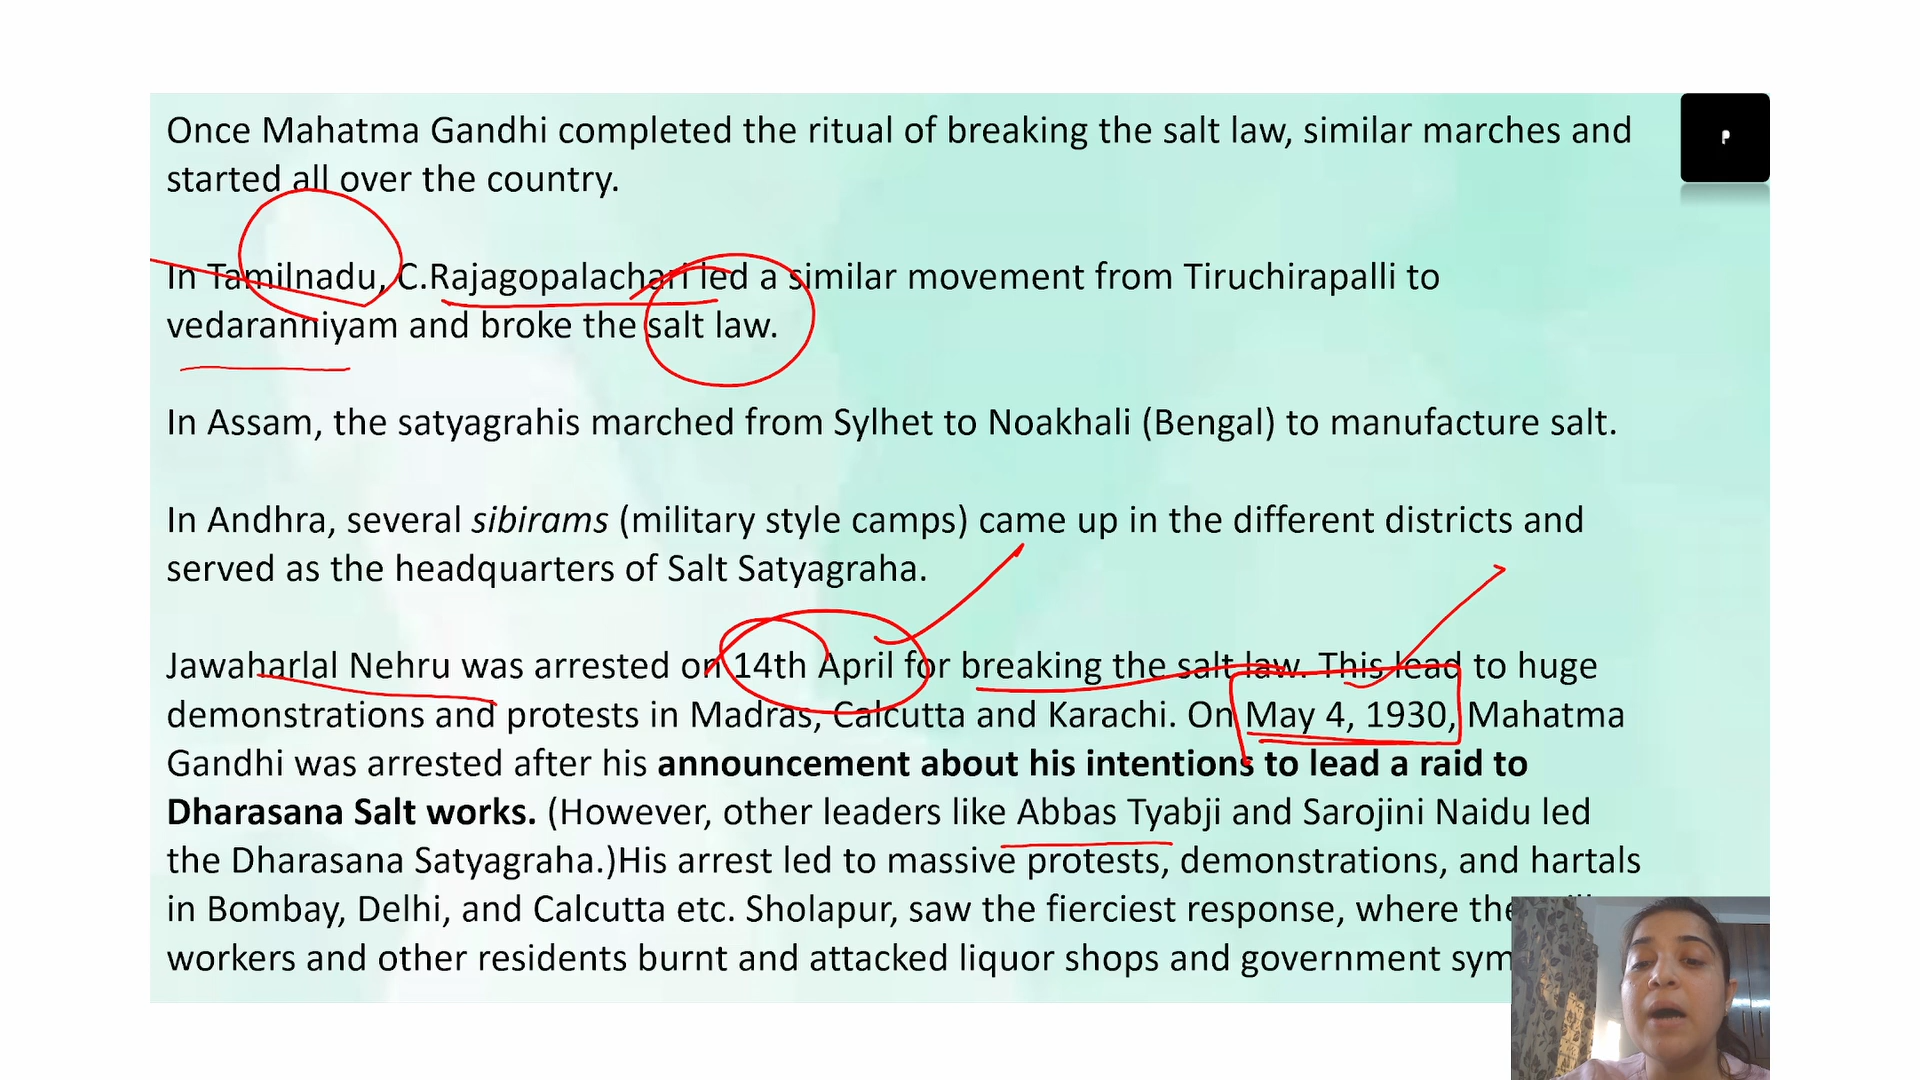 Once Mahatma Gandhi completed the ritual of breaking the salt law, similar marches and
started all over the country.
In Tamilnadu, C.Rajagopalachari led a similar movement from Tiruchirapalli to
vedaranniyam and broke the salt law.
In Assam, the satyagrahis marched from Sylhet to Noakhali (Bengal) to manufacture salt.
In Andhra, several sibirams (military style camps) came up in the different districts and
served as the headquarters of Salt Satyagraha.
Jawaharlal Nehru was arrested on 14th April for breaking the salt law. This lead to huge
demonstrations and protests in Madras, Calcutta and Karachi. On May 4, 1930, Mahatma
Gandhi was arrested after his announcement about his intentions to lead a raid to
Dharasana Salt works. (However, other leaders like Abbas Tyabji and Sarojini Naidu led
the Dharasana Satyagraha.)His arrest led to massive protests, demonstrations, and hartals
in Bombay, Delhi, and Calcutta etc. Sholapur, saw the fierciest response, where the
workers and other residents burnt and attacked liquor shops and government sym